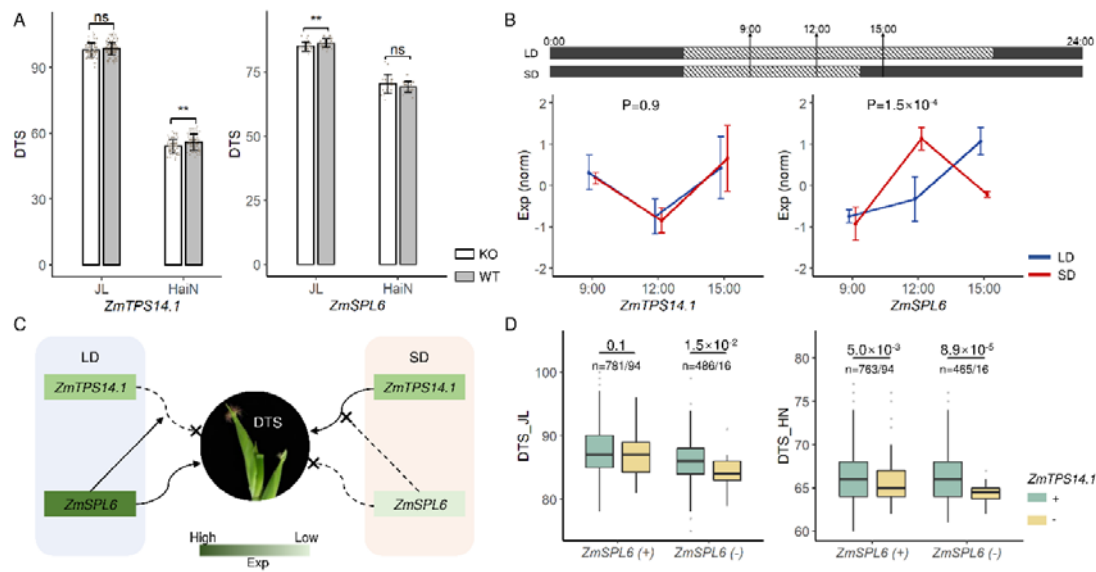 A
ns
**
DTS
90
60
30
0
JL
HaiN
ZmTPS14.1
**
ns
DTS
75
50
25
0
JL
HaiN
ZmSPL6
KO
WT
B
0:00
9:00
12:00
15:00
24:00
LD
SD
P=0.9
Exp (norm)
2
1
0
-1
-2
9:00
12:00
15:00
ZmTPS14.1
P=1.5×10-4
Exp (norm)
2
1
0
-1
-2
9:00
12:00
15:00
ZmSPL6
LD
SD
C
LD
ZmTPS14.1
ZmSPL6
DTS
SD
ZmTPS14.1
ZmSPL6
High
Low
Exp
D
0.1
1.5×10-2
n=781/94
n=486/16
DTS_JL
100
90
80
ZmSPL6 (+)
ZmSPL6 (-)
5.0×10-3
8.9×10-5
n=763/94
n=465/16
DTS_HN
80
75
70
65
60
ZmSPL6 (+)
ZmSPL6 (-)
ZmTPS14.1
+
-